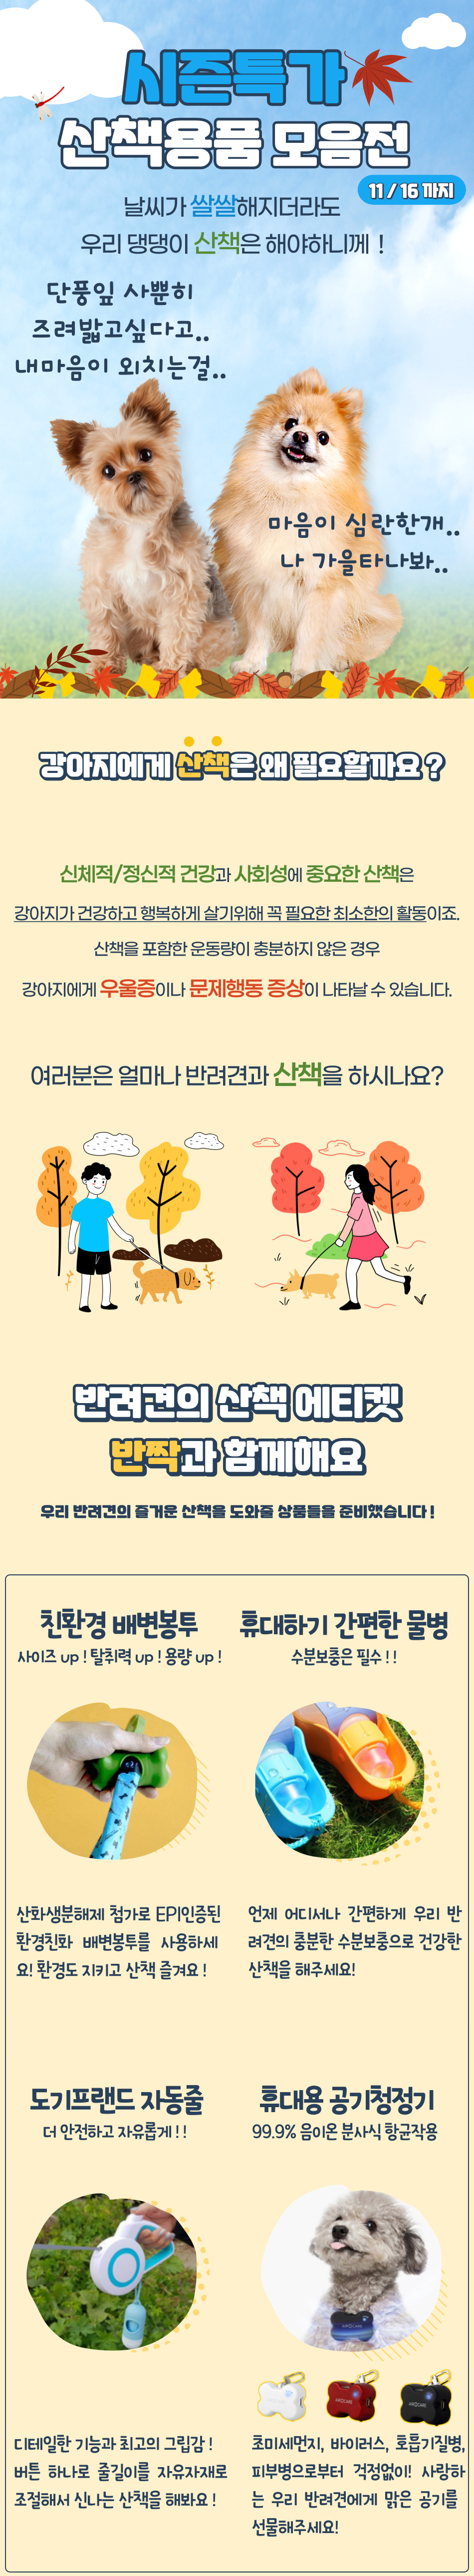 시즌특가
산책용품 모음전
11 / 16 까지
날씨가 쌀쌀해지더라도
우리 댕댕이 산책은 해야하니께 !
단풍잎 사뿐히
즈려밟고싶다고..
내마음이 외치는걸..
마음이 심란한개..
나 가을타나봐..
강아지에게 산책은 왜 필요할까요 ?
신체적/정신적 건강과 사회성에 중요한 산책은
강아지가 건강하고 행복하게 살기위해 꼭 필요한 최소한의 활동이죠.
산책을 포함한 운동량이 충분하지 않은 경우
강아지에게 우울증이나 문제행동 증상이 나타날 수 있습니다.
여러분은 얼마나 반려견과 산책을 하시나요?
반려견의 산책 에티켓
반짝과 함께해요
우리 반려견의 즐거운 산책을 도와줄 상품들을 준비했습니다 !
친환경 배변봉투
사이즈 up ! 탈취력 up ! 용량 up !
산화생분해제 첨가로 EPI인증된
환경친화 배변봉투를 사용하세
요! 환경도 지키고 산책 즐겨요 !
휴대하기 간편한 물병
수분보충은 필수 ! !
언제 어디서나 간편하게 우리 반
려견의 충분한 수분보충으로 건강한
산책을 해주세요!
도기프랜드 자동줄
더 안전하고 자유롭게 ! !
디테일한 기능과 최고의 그립감 !
버튼 하나로 줄길이를 자유자재로
조절해서 신나는 산책을 해봐요 !
휴대용 공기청정기
99.9% 음이온 분사식 항균작용
AIRCARE
AIRCARE
AIRCARE
초미세먼지, 바이러스, 호흡기질병,
피부병으로부터 걱정없이! 사랑하
는 우리 반려견에게 맑은 공기를
선물해주세요!